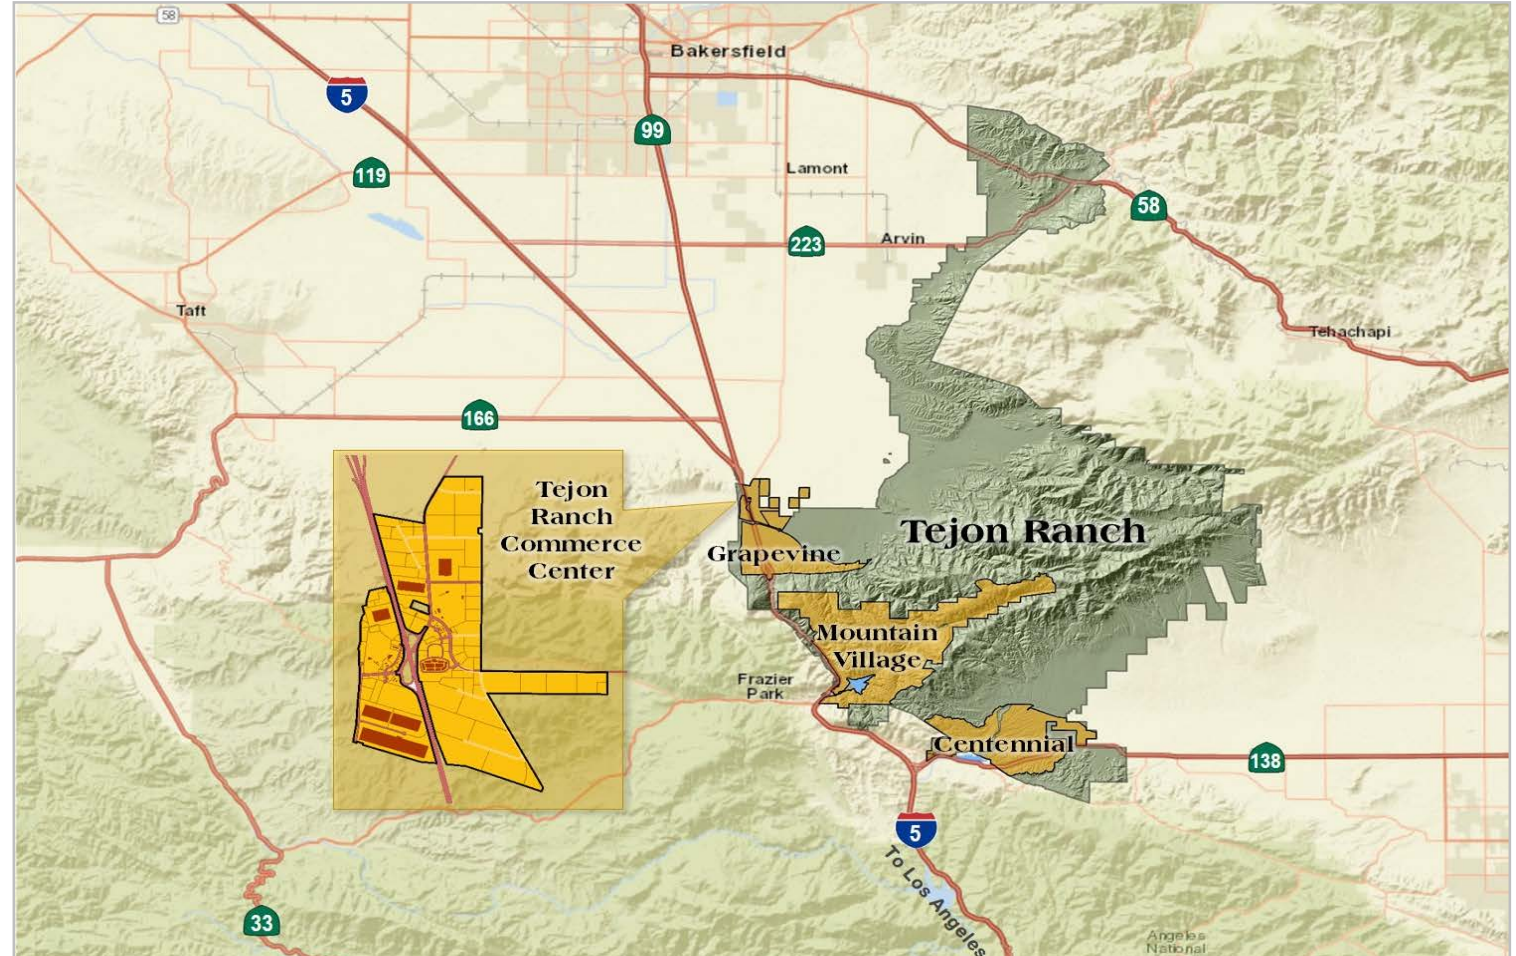 58
Bakersfield
5
99
119
Lamont
58
223
Arvin
Taft
Tehachapi
166
Tejon
Ranch
Commerce
Center
Tejon Ranch
Grapevine
Mountain
Village
Frazier
Park
Centennial
138
5
To Los Angeles
33
Angeles
National